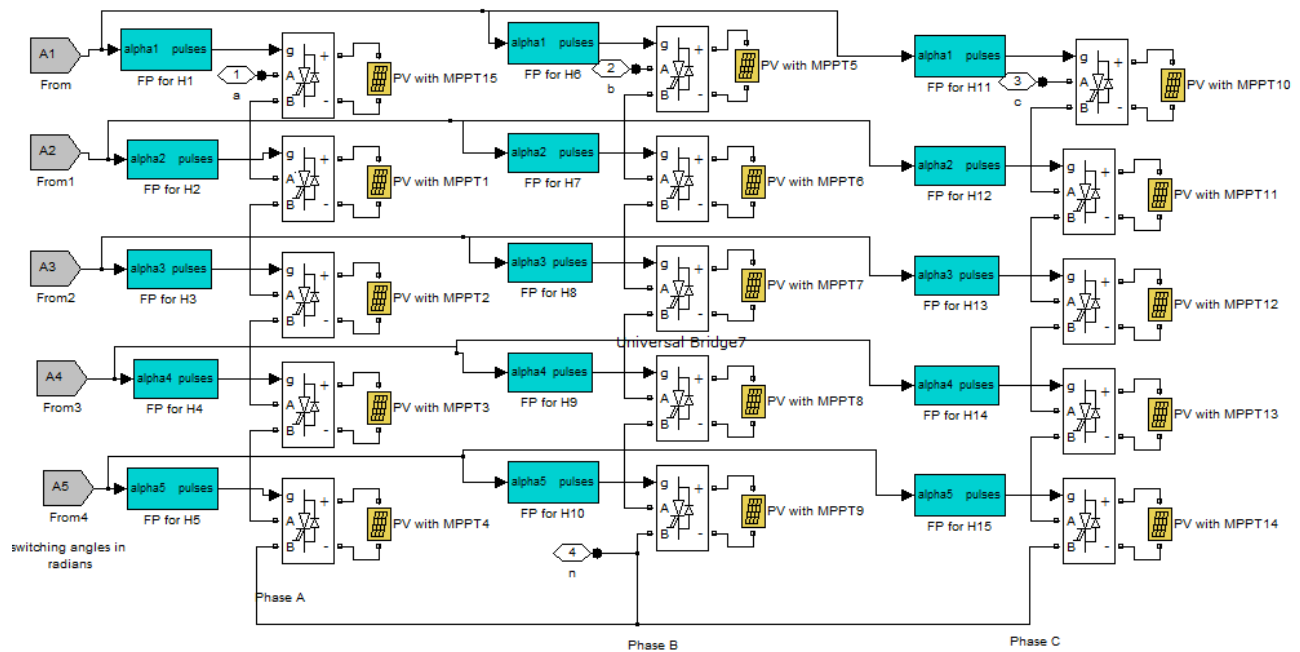 A1
From
alpha1 pulses
FP for H1
1
a
g
A
B
+
-
PV with MPPT15
alpha1 pulses
FP for H6
2
b
g
A
B
+
-
PV with MPPT5
alpha1 pulses
FP for H11
3
c
g
A
B
+
-
PV with MPPT10
A2
From1
alpha2 pulses
FP for H2
g
A
B
+
-
PV with MPPT1
alpha2 pulses
FP for H7
g
A
B
+
-
PV with MPPT6
alpha2 pulses
FP for H12
g
A
B
+
-
PV with MPPT11
A3
From2
alpha3 pulses
FP for H3
g
A
B
+
-
PV with MPPT2
alpha3 pulses
FP for H8
g
A
B
+
-
PV with MPPT7
alpha3 pulses
FP for H13
g
A
B
+
-
PV with MPPT12
Universal Bridge7
A4
From3
alpha4 pulses
FP for H4
g
A
B
+
-
PV with MPPT3
alpha4 pulses
FP for H9
g
A
B
+
-
PV with MPPT8
alpha4 pulses
FP for H14
g
A
B
+
-
PV with MPPT13
A5
From4
alpha5 pulses
FP for H5
g
A
B
+
-
PV with MPPT4
alpha5 pulses
FP for H10
g
A
B
+
-
PV with MPPT9
alpha5 pulses
FP for H15
g
A
B
+
-
PV with MPPT14
switching angles in
radians
4
n
Phase A
Phase B
Phase C